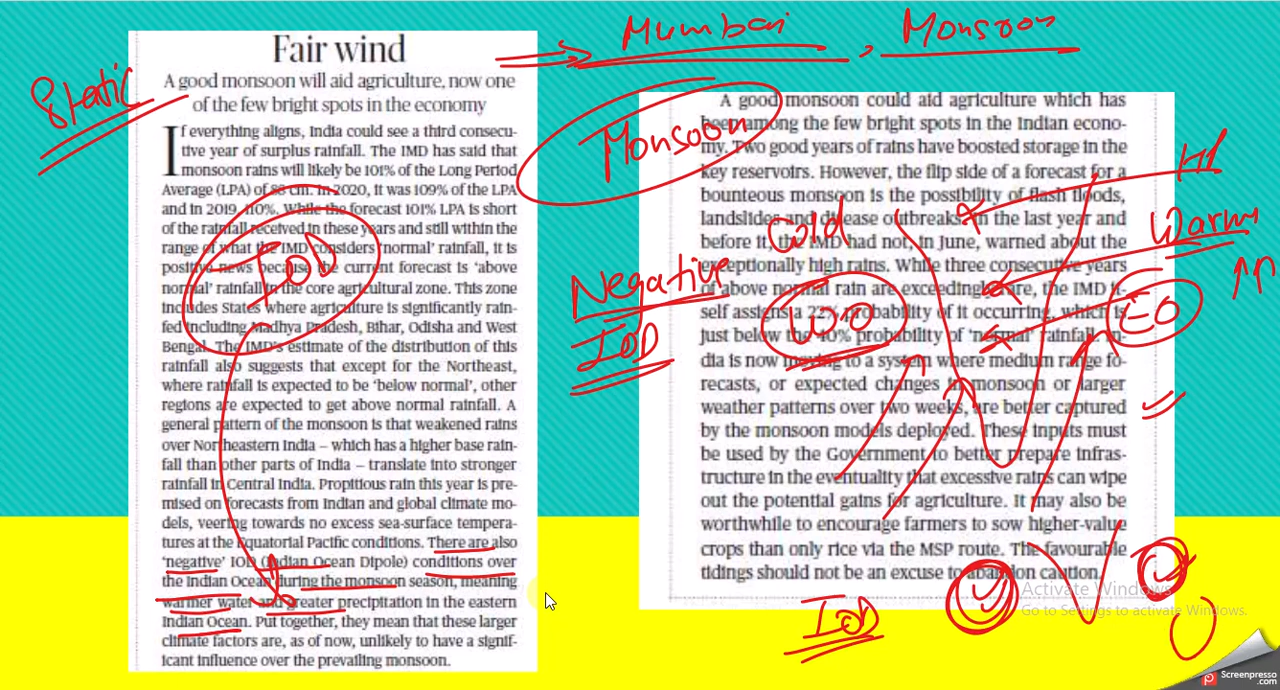 Static
Mumbai, Monsoon
Fair wind
A good monsoon will aid agriculture, now one
of the few bright spots in the economy
If everything aligns, India could see a third consecu-
tive year of surplus rainfall. The IMD has said that
monsoon rains will likely be 101% of the Long Period
Average (LPA) of 88 cm. In 2020, it was 109% of the LPA
and in 2019, 110%. While the forecast 101% LPA is short
of the rainfall received in these years and still within the
range of what the IMD considers 'normal' rainfall, it is
positive news because the current forecast is 'above
normal' rainfall in the core agricultural zone. This zone
includes States where agriculture is significantly rain-
fed including Madhya Pradesh, Bihar, Odisha and West
Bengal. The IMD's estimate of the distribution of this
rainfall also suggests that except for the Northeast,
where rainfall is expected to be 'below normal', other
regions are expected to get above normal rainfall. A
general pattern of the monsoon is that weakened rains
over Northeastern India – which has a higher base rain-
fall than other parts of India – translate into stronger
rainfall in Central India. Propitious rain this year is pre-
mised on forecasts from Indian and global climate mo-
dels, veering towards no excess sea-surface tempera-
tures at the Equatorial Pacific conditions. There are also
'negative' IOD (Indian Ocean Dipole) conditions over
the Indian Ocean during the monsoon season, meaning
warmer water and greater precipitation in the eastern
Indian Ocean. Put together, they mean that these larger
climate factors are, as of now, unlikely to have a signif-
icant influence over the prevailing monsoon.
IOD
Monsoon
A good monsoon could aid agriculture which has
been among the few bright spots in the Indian econo-
my. Two good years of rains have boosted storage in the
key reservoirs. However, the flip side of a forecast for a
bounteous monsoon is the possibility of flash floods,
landslides and disease outbreaks. In the last year and
before it, the IMD had not, in June, warned about the
exceptionally high rains. While three consecutive years
of above normal rain are exceedingly rare, the IMD it-
self assigns a 22% probability of it occurring, which is
just below the 40% probability of 'normal' rainfall. In-
dia is now moving to a system where medium range fo-
recasts, or expected changes in monsoon or larger
weather patterns over two weeks, are better captured
by the monsoon models deployed. These inputs must
be used by the Government to better prepare infras-
tructure in the eventuality that excessive rains can wipe
out the potential gains for agriculture. It may also be
worthwhile to encourage farmers to sow higher-value
crops than only rice via the MSP route. The favourable
tidings should not be an excuse to abandon caution.
Cold
Warm
Negative
IOD
EO
IOD
Activate Windows
Go to Settings to activate Windows.
Screenpresso
.com